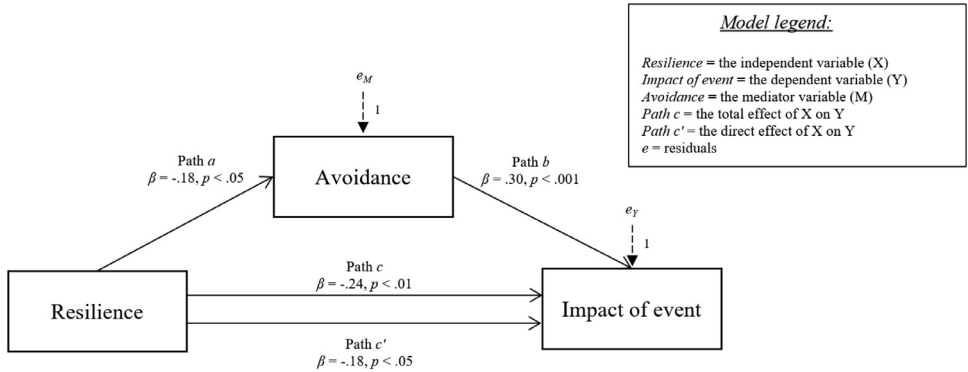 Model legend:
Resilience = the independent variable (X)
Impact of event = the dependent variable (Y)
Avoidance = the mediator variable (M)
Path c = the total effect of X on Y
Path c' = the direct effect of X on Y
e = residuals
eM
1
Avoidance
Path a
β = -.18, p < .05
Path b
β = .30, p < .001
eY
1
Resilience
Path c
β = -.24, p < .01
Impact of event
Path c'
β = -.18, p < .05